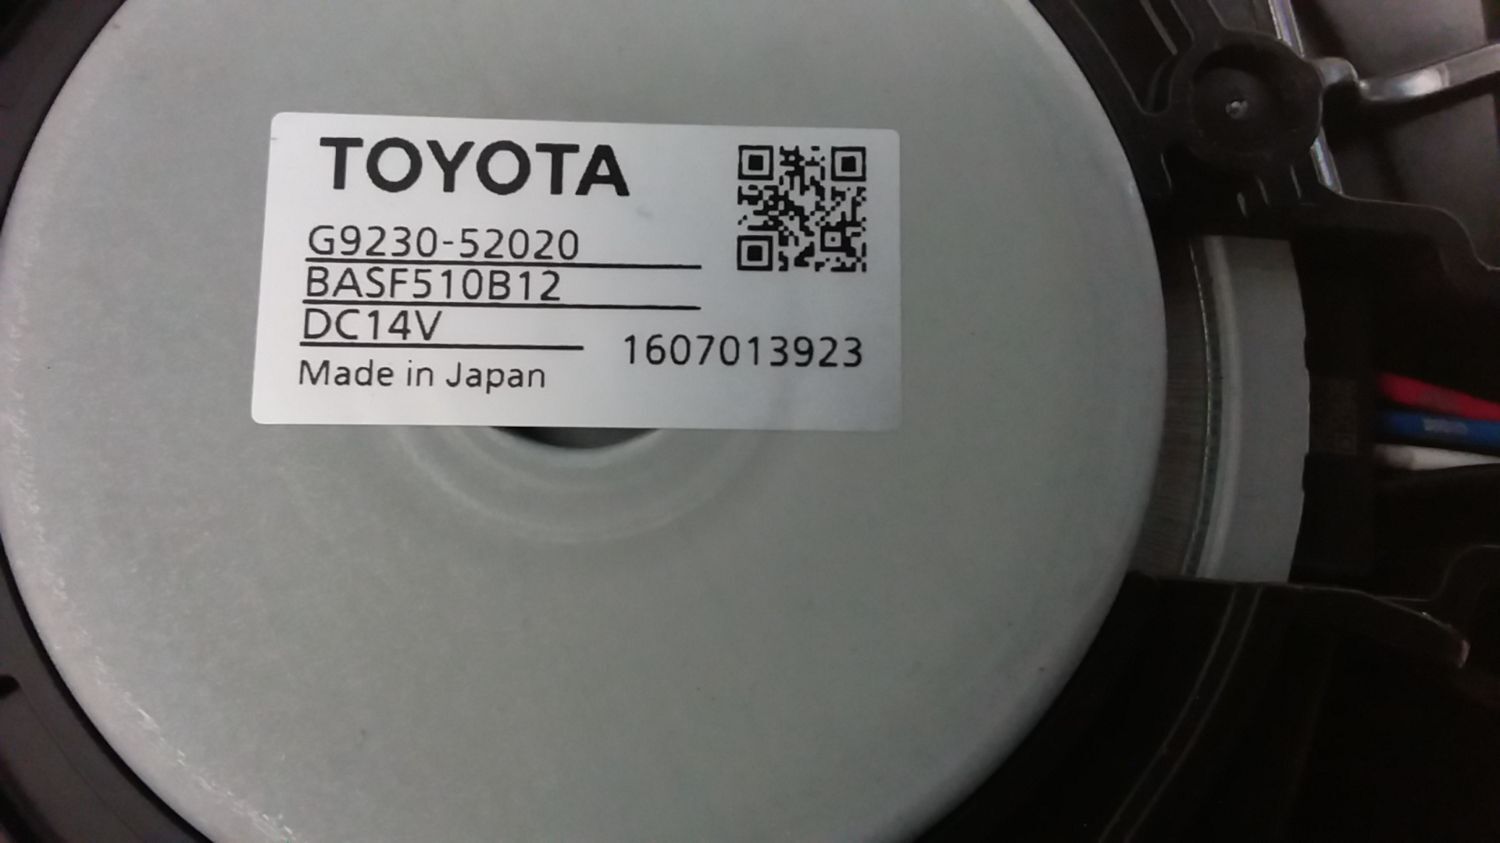 TOYOTA
G9230-52020
BASF510B12
DC14V
1607013923
Made in Japan